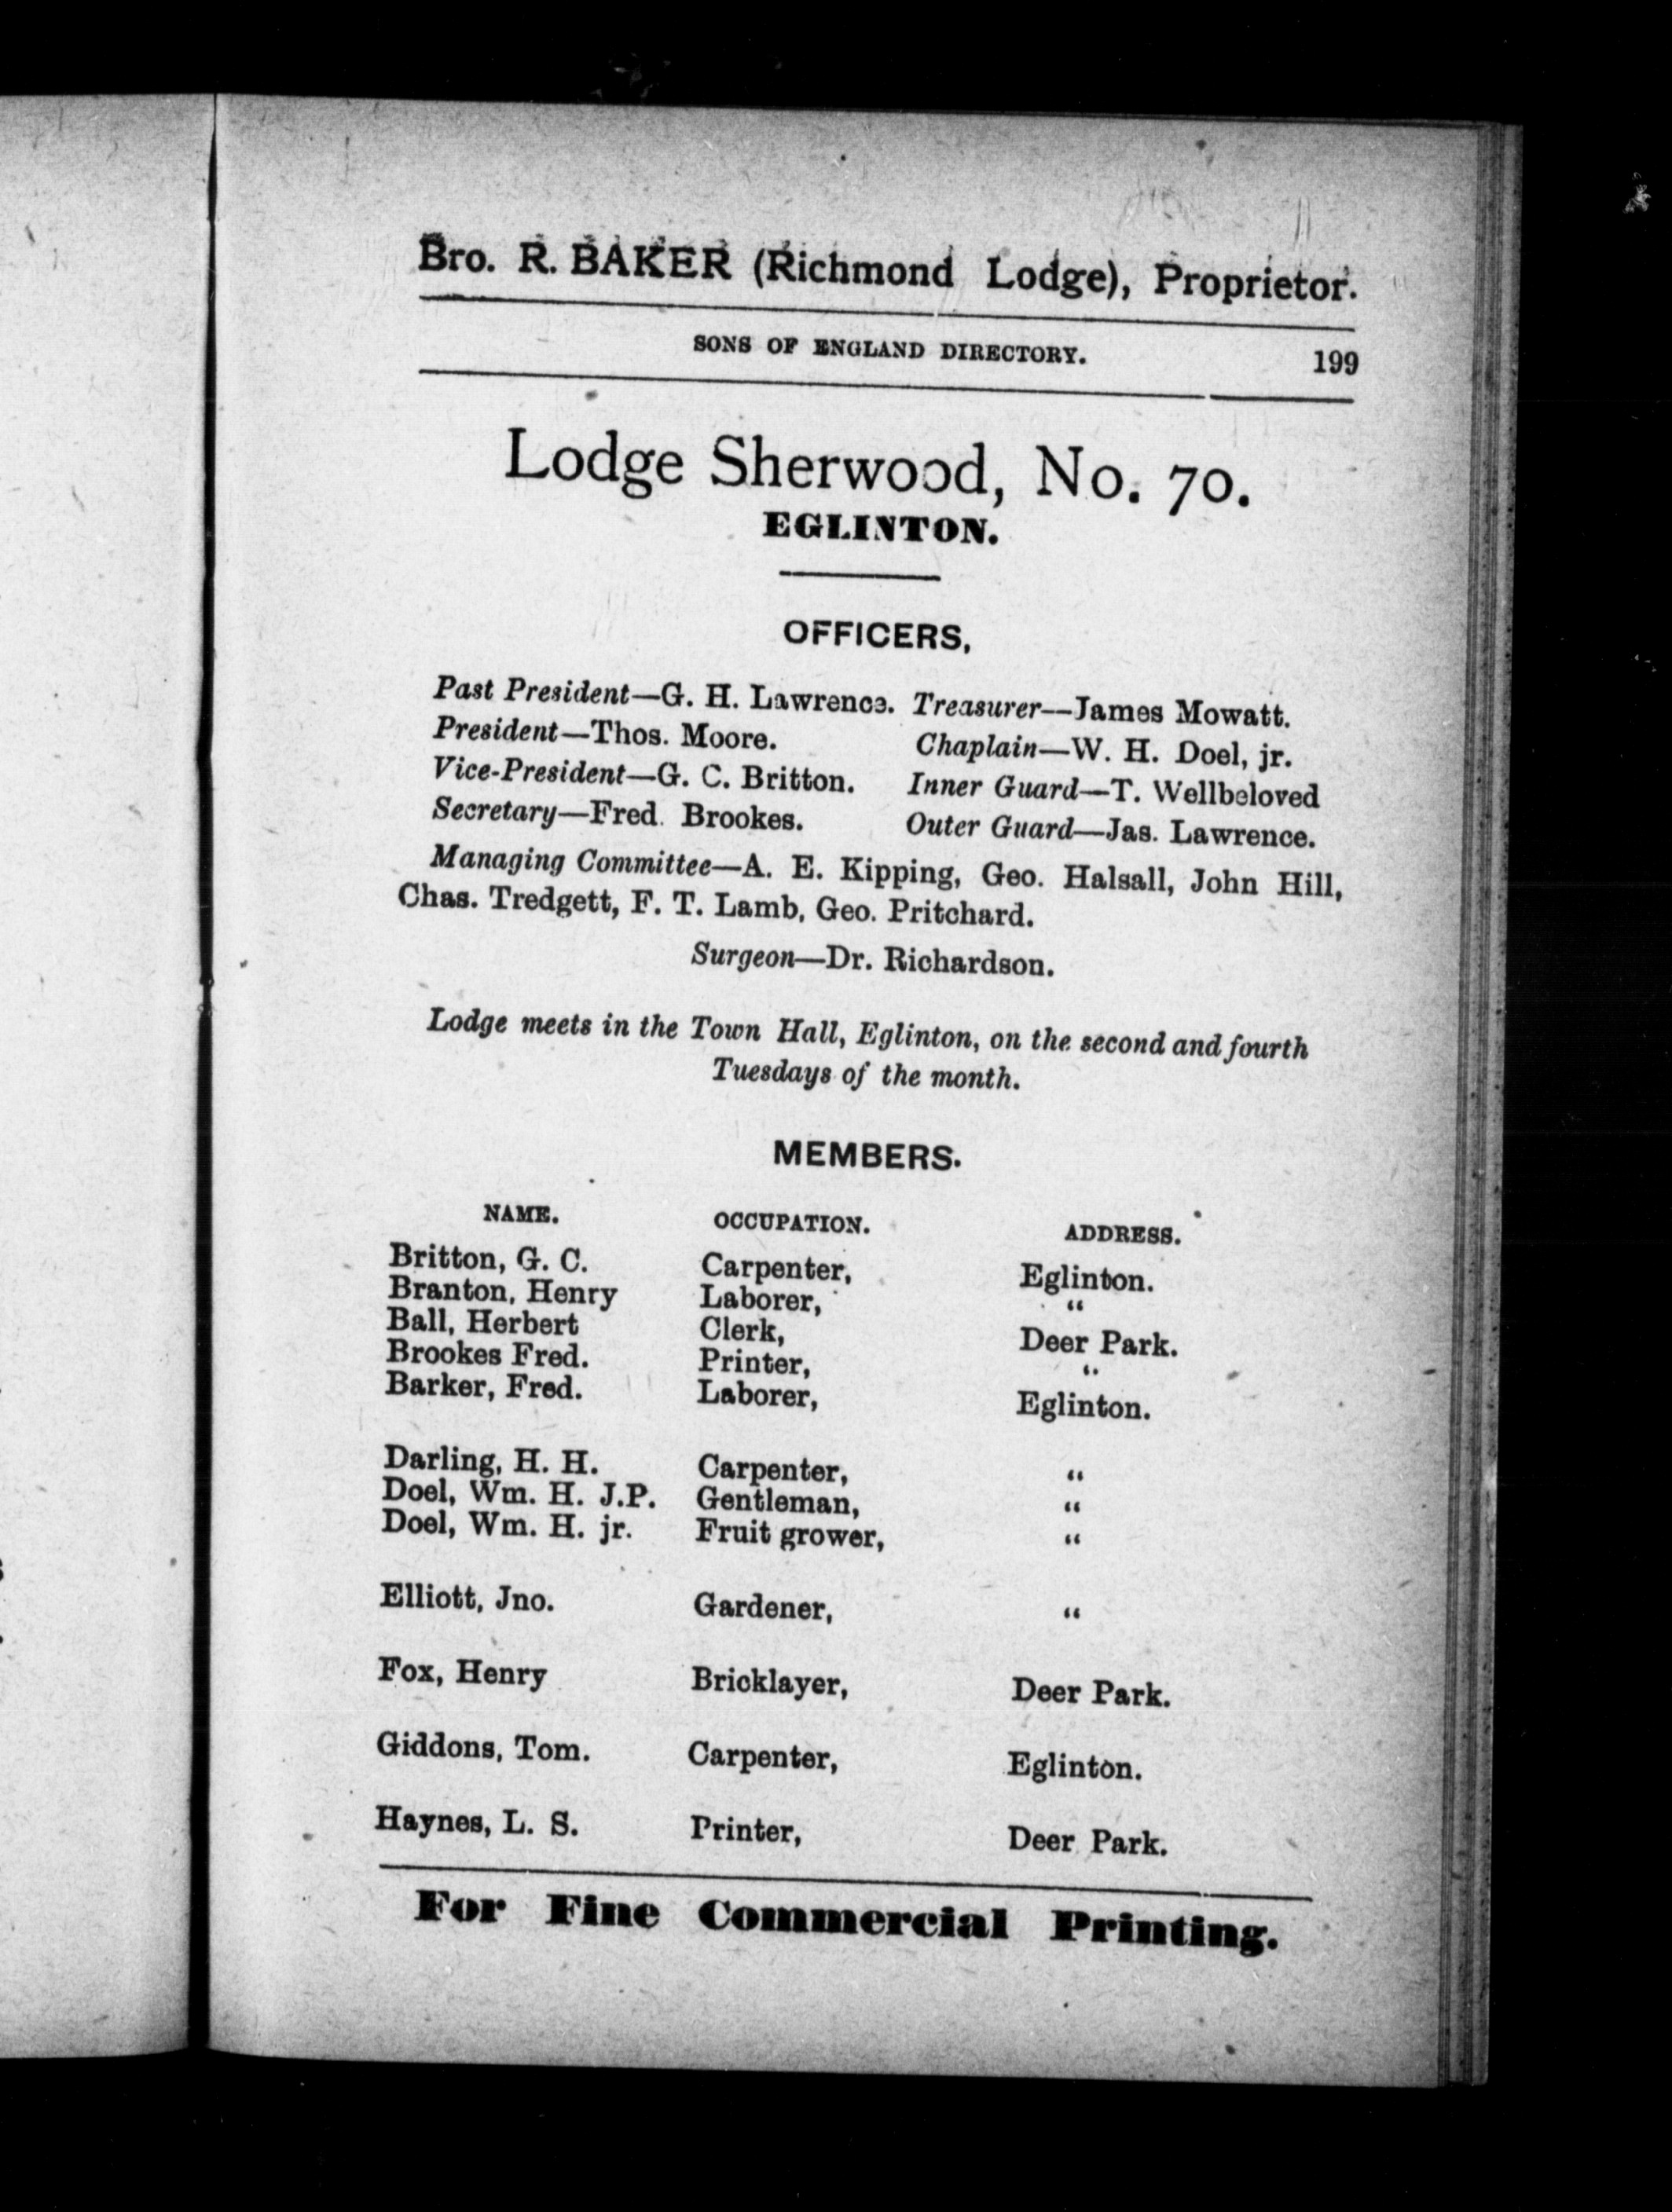 Bro. R. BAKER (Richmond Lodge), Proprietor.
SONS OF ENGLAND DIRECTORY. 199
Lodge Sherwood, No. 70.
EGLINTON.
OFFICERS,
Past President—G. H. Lawrence. Treasurer—James Mowatt.
President—Thos. Moore. Chaplain—W. H. Doel, jr.
Vice-President—G. C. Britton. Inner Guard—T. Wellbeloved
Secretary—Fred. Brookes. Outer Guard—Jas. Lawrence.
Managing Committee—A. E. Kipping, Geo. Halsall, John Hill,
Chas. Tredgett, F. T. Lamb, Geo. Pritchard.
Surgeon—Dr. Richardson.
Lodge meets in the Town Hall, Eglinton, on the second and fourth
Tuesdays of the month.
MEMBERS.
NAME. OCCUPATION. ADDRESS.
Britton, G. C. Carpenter, Eglinton.
Branton, Henry Laborer, “
Ball, Herbert Clerk, Deer Park.
Brookes Fred. Printer, “
Barker, Fred. Laborer, Eglinton.
Darling, H. H. Carpenter, “
Doel, Wm. H. J.P. Gentleman, “
Doel, Wm. H. jr. Fruit grower, “
Elliott, Jno. Gardener, “
Fox, Henry Bricklayer, Deer Park.
Giddons, Tom. Carpenter, Eglinton.
Haynes, L. S. Printer, Deer Park.
For Fine Commercial Printing.